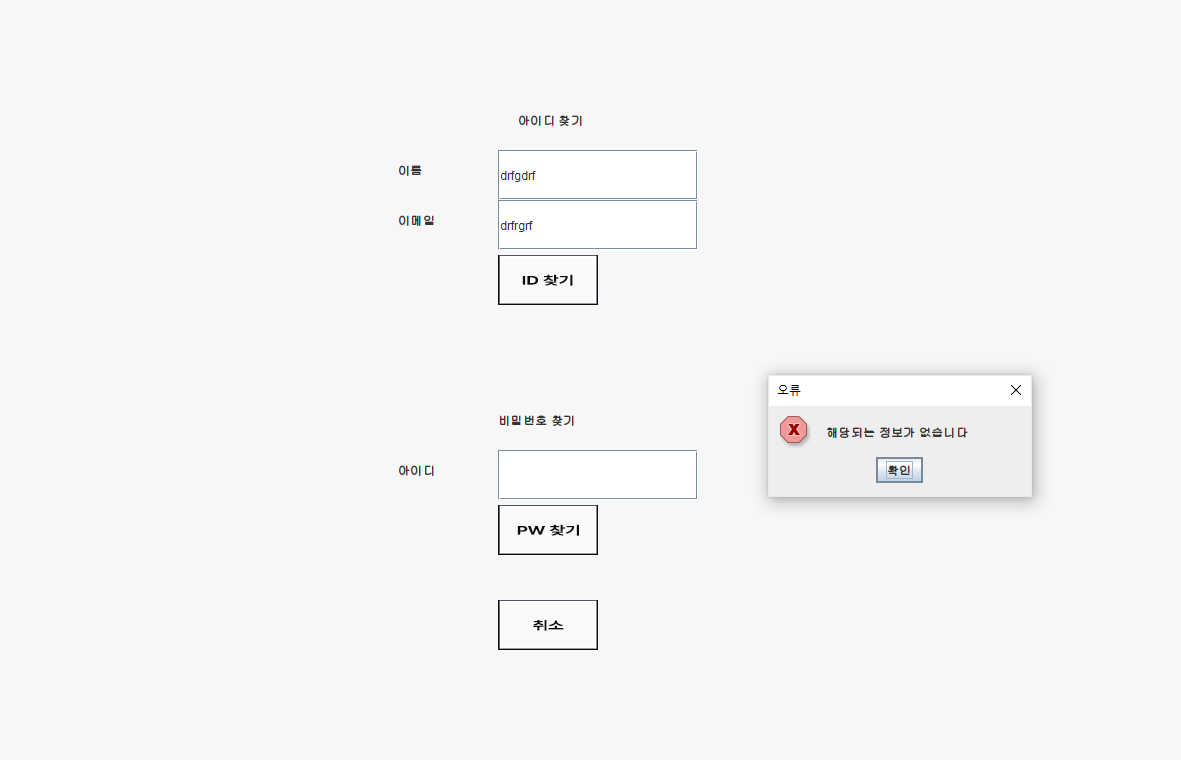 아이디 찾기
이름
drfgdrf
이메일
drfrgrf
ID 찾기
비밀번호 찾기
아이디
PW 찾기
취소
오류
해당되는 정보가 없습니다
확인